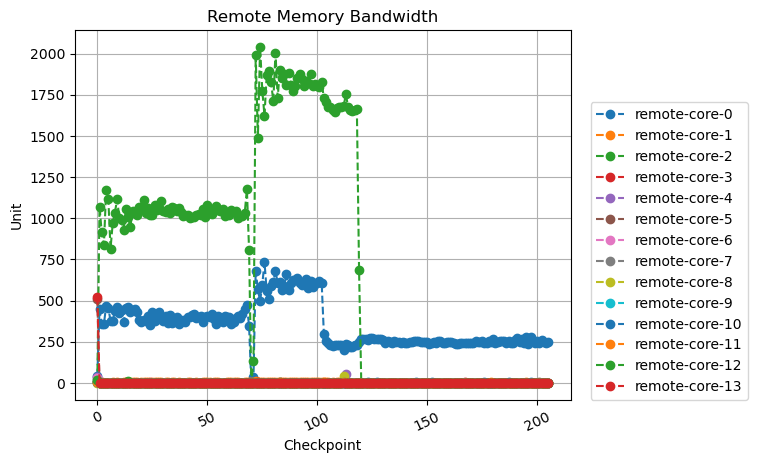 Remote Memory Bandwidth
Unit
2000
1750
1500
1250
1000
750
500
250
0
0
50
100
150
200
Checkpoint
remote-core-0
remote-core-1
remote-core-2
remote-core-3
remote-core-4
remote-core-5
remote-core-6
remote-core-7
remote-core-8
remote-core-9
remote-core-10
remote-core-11
remote-core-12
remote-core-13